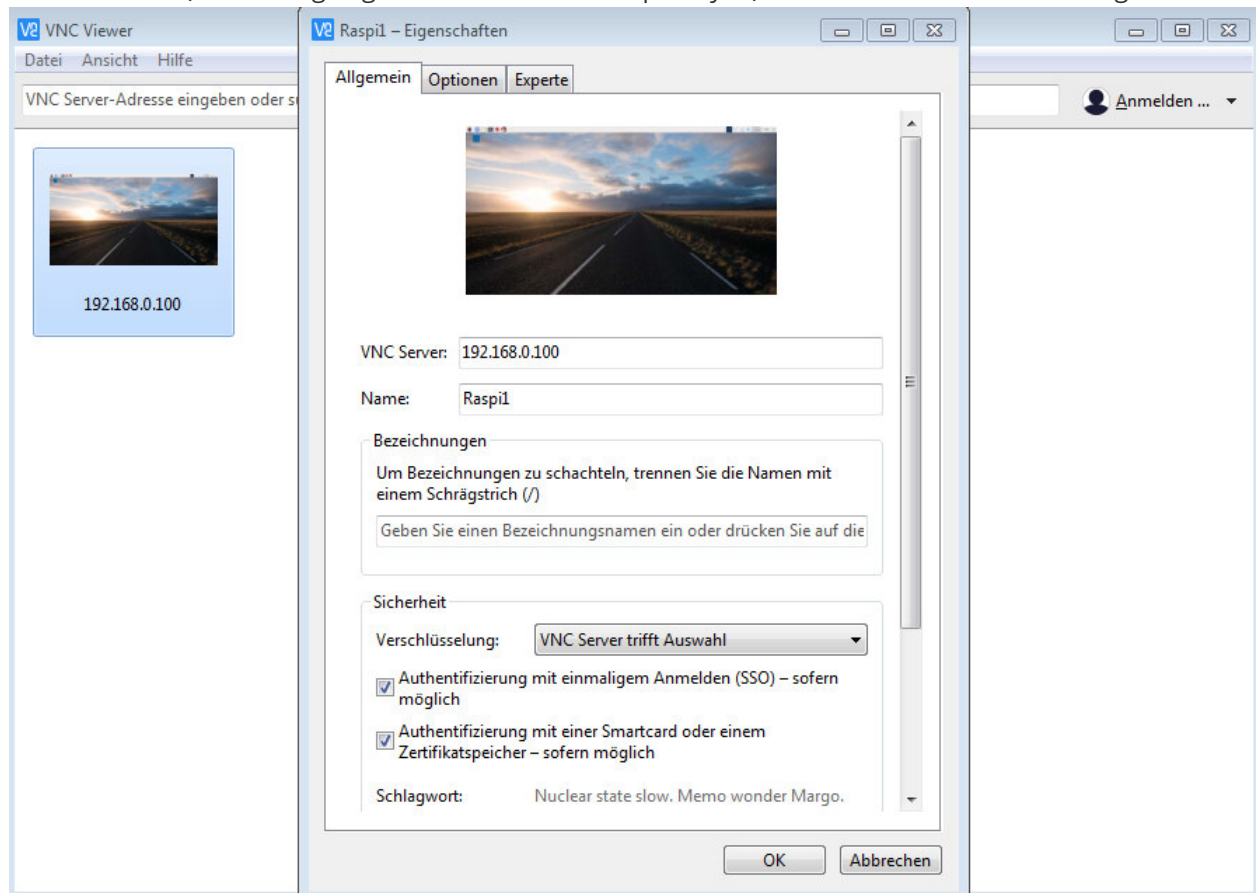 VNC Viewer
Datei Ansicht Hilfe
VNC Server-Adresse eingeben oder
Anmelden ...
192.168.0.100
Raspi1 – Eigenschaften
Allgemein Optionen Experte
VNC Server: 192.168.0.100
Name: Raspi1
Bezeichnungen
Um Bezeichnungen zu schachteln, trennen Sie die Namen mit
einem Schrägstrich (/)
Geben Sie einen Bezeichnungsnamen ein oder drücken Sie auf die
Sicherheit
Verschlüsselung: VNC Server trifft Auswahl
Authentifizierung mit einmaligem Anmelden (SSO) – sofern
möglich
Authentifizierung mit einer Smartcard oder einem
Zertifikatspeicher – sofern möglich
Schlagwort: Nuclear state slow. Memo wonder Margo.
OK Abbrechen